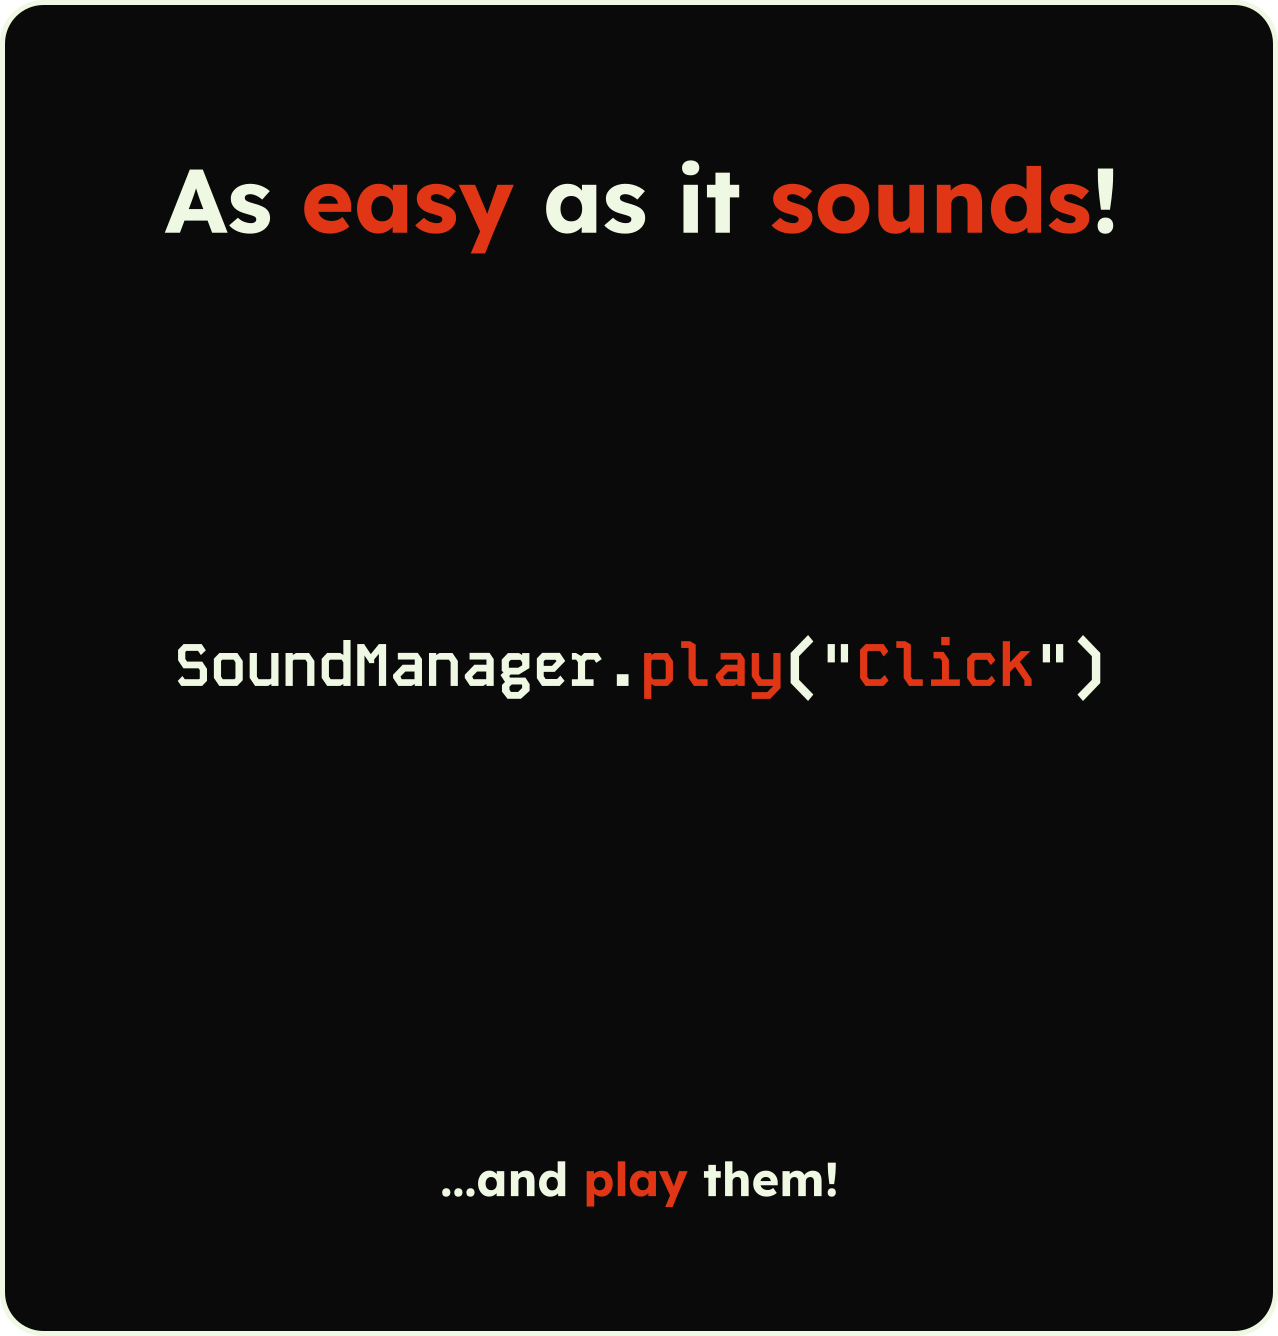 As easy as it sounds!
SoundManager.play("Click")
...and play them!